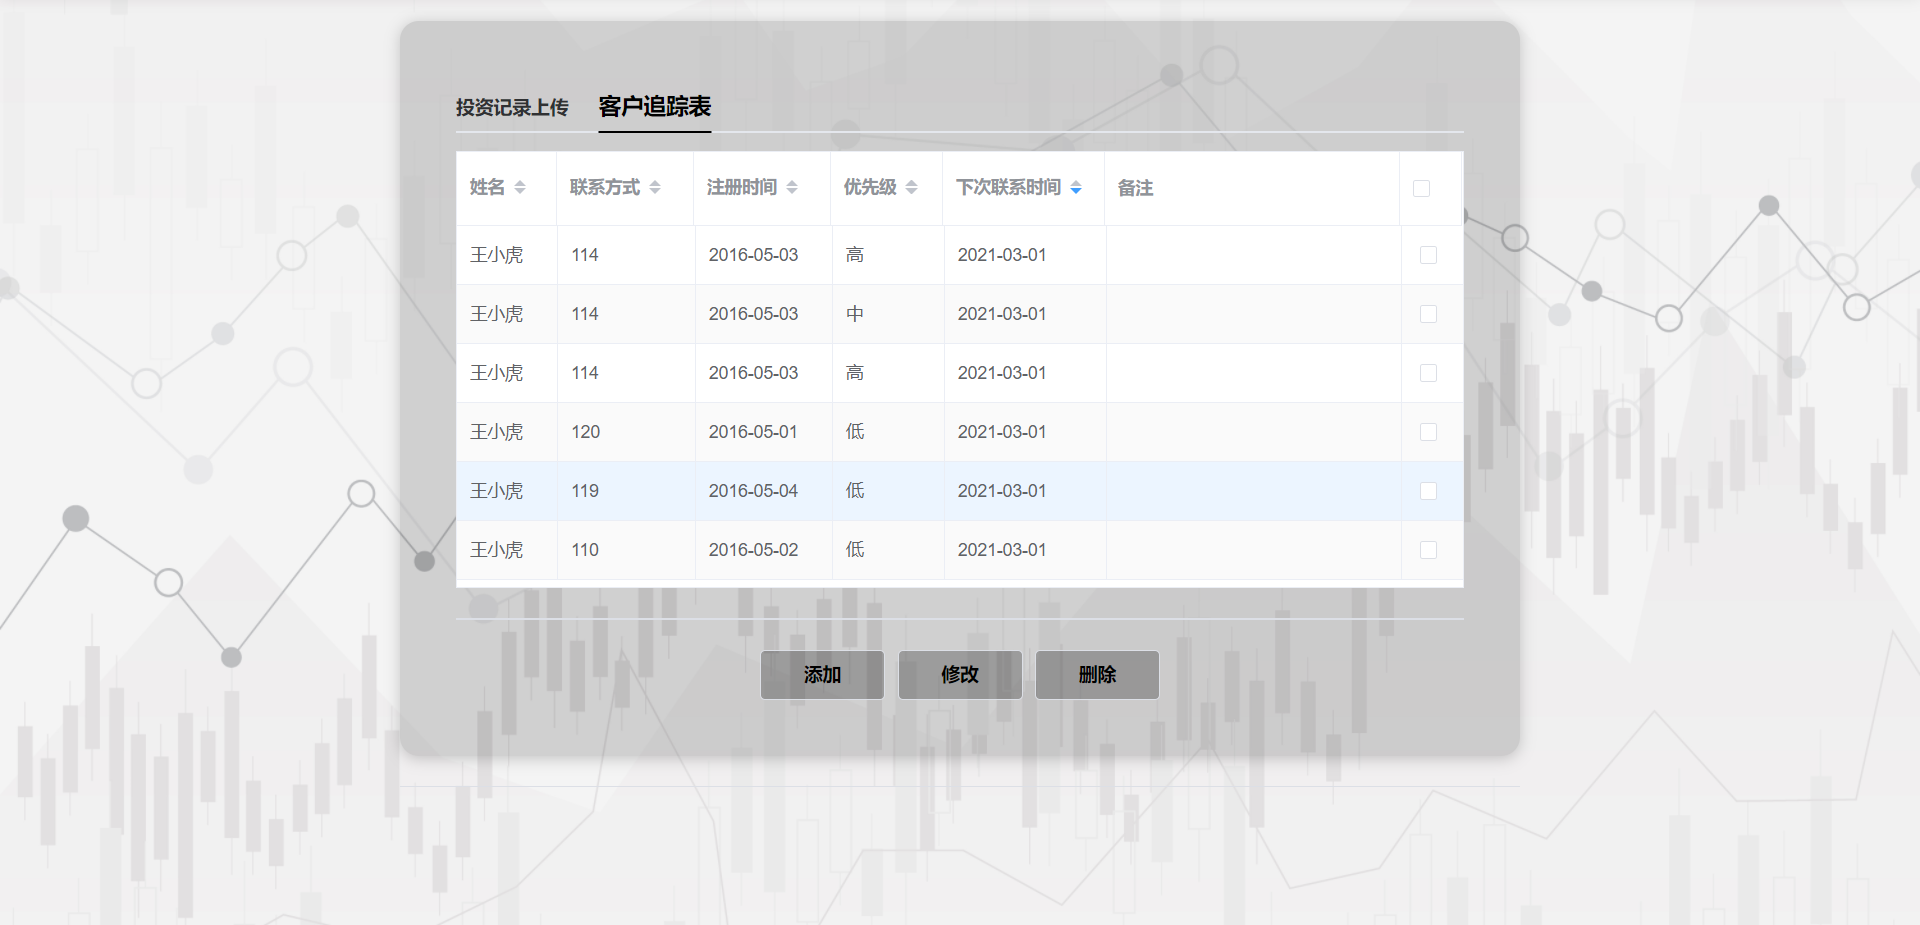 投资记录上传 客户追踪表
姓名 联系方式 注册时间 优先级 下次联系时间 备注
王小虎 114 2016-05-03 高 2021-03-01
王小虎 114 2016-05-03 中 2021-03-01
王小虎 114 2016-05-03 高 2021-03-01
王小虎 120 2016-05-01 低 2021-03-01
王小虎 119 2016-05-04 低 2021-03-01
王小虎 110 2016-05-02 低 2021-03-01
添加 修改 删除